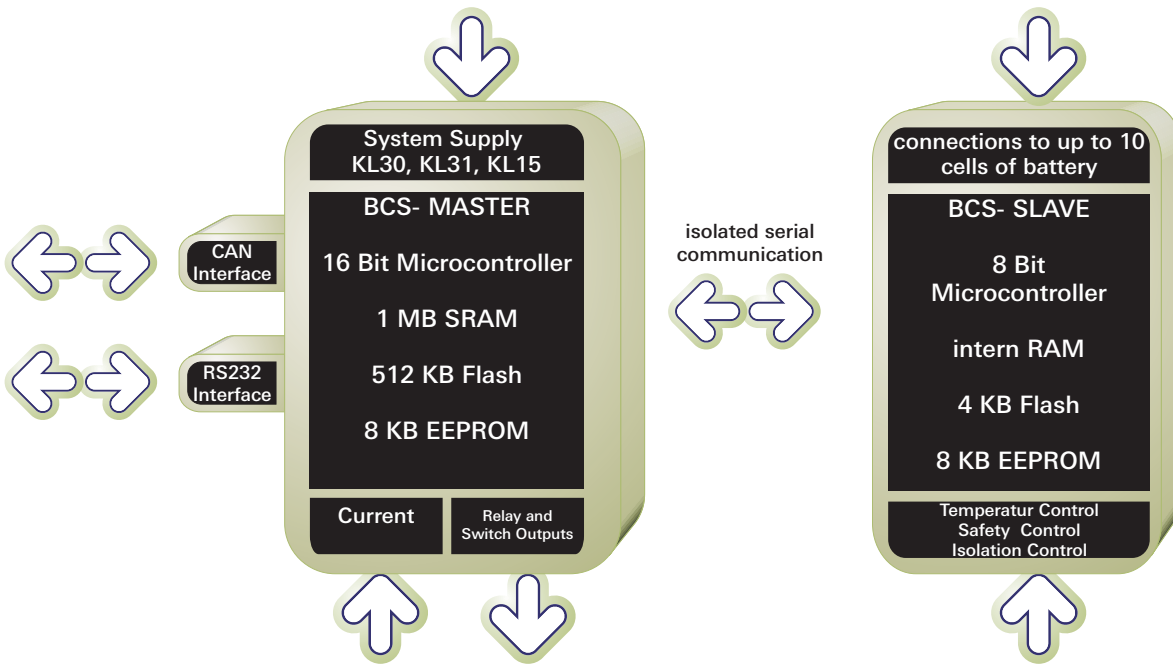 System Supply
KL30, KL31, KL15
BCS- MASTER
16 Bit Microcontroller
1 MB SRAM
512 KB Flash
8 KB EEPROM
Current
Relay and
Switch Outputs
CAN
Interface
RS232
Interface
isolated serial
communication
connections to up to 10
cells of battery
BCS- SLAVE
8 Bit
Microcontroller
intern RAM
4 KB Flash
8 KB EEPROM
Temperatur Control
Safety Control
Isolation Control